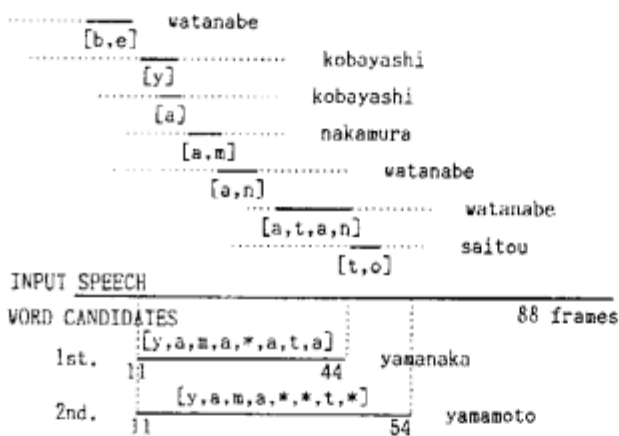 watanabe
[b,e]
kobayashi
[y]
kobayashi
[a]
nakamura
[a,m]
watanabe
[a,n]
watanabe
[a,t,a,n]
saitou
[t,o]
INPUT SPEECH
WORD CANDIDATES 88 frames
[y,a,m,a,*,a,t,a]
1st. yamanaka
11 44
[y,a,m,a,*,*,t,*]
2nd. yamamoto
11 54